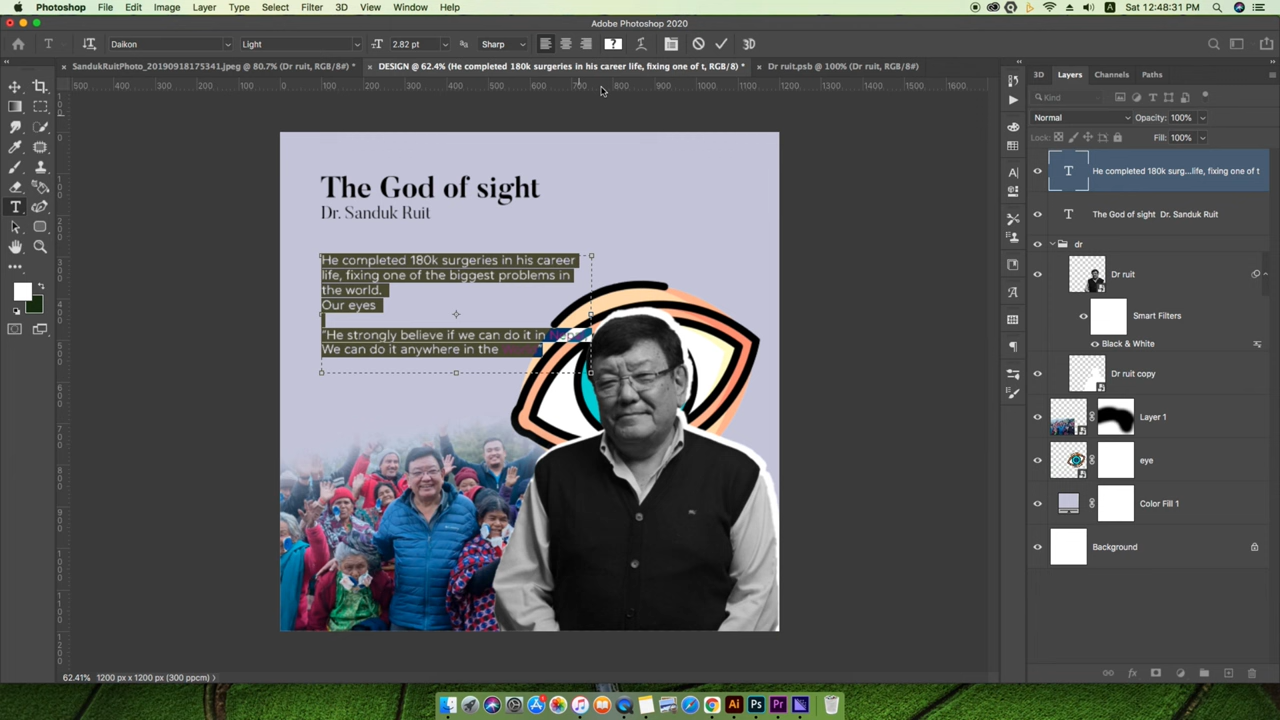 Photoshop File Edit Image Layer Type Select Filter 3D View Window Help
Sat 12:48:31 PM
Adobe Photoshop 2020
Daikon Light 2.82 pt Sharp
SandukRuitPhoto_20190918175341.jpeg @ 80.7% (Dr ruit, RGB/8#) *
DESIGN @ 62.4% (He completed 180k surgeries in his career life, fixing one of t, RGB/8) *
Dr ruit.psb @ 100% (Dr ruit, RGB/8#)
3D Layers Channels Paths
Kind
Normal Opacity: 100%
Lock: Fill: 100%
He completed 180k surg...life, fixing one of t
The God of sight Dr. Sanduk Ruit
dr
Dr ruit
Smart Filters
Black & White
Dr ruit copy
Layer 1
eye
Color Fill 1
Background
The God of sight
Dr. Sanduk Ruit
He completed 180k surgeries in his career
life, fixing one of the biggest problems in
the world.
Our eyes
"He strongly believe if we can do it in Nepal
We can do it anywhere in the
62.41% 1200 px x 1200 px (300 ppcm)